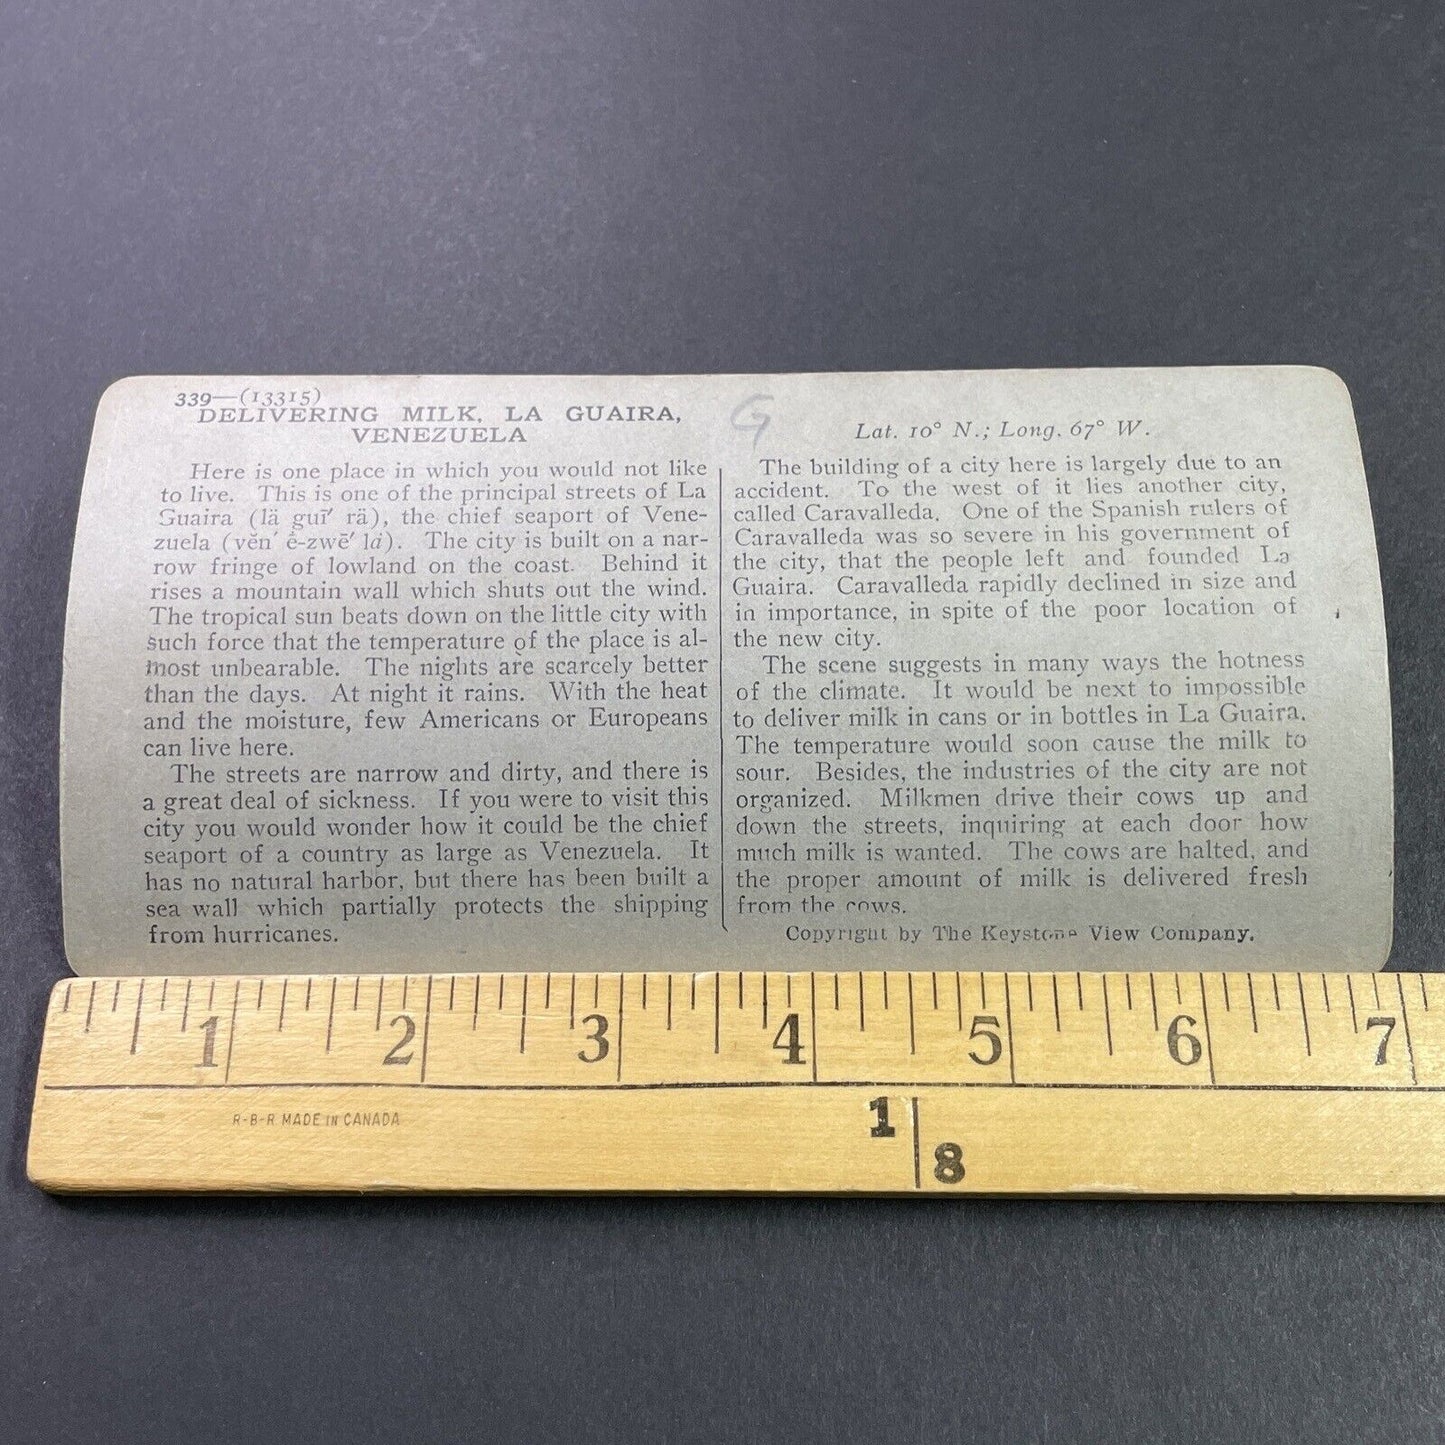 339—(13315)
DELIVERING MILK, LA GUAIRA,
VENEZUELA
Here is one place in which you would not like
to live. This is one of the principal streets of La
Guaira (lä guī′ rä), the chief seaport of Vene-
zuela (vĕn′ ė-zwē′ lȧ). The city is built on a nar-
row fringe of lowland on the coast. Behind it
rises a mountain wall which shuts out the wind.
The tropical sun beats down on the little city with
such force that the temperature of the place is al-
most unbearable. The nights are scarcely better
than the days. At night it rains. With the heat
and the moisture, few Americans or Europeans
can live here.
The streets are narrow and dirty, and there is
a great deal of sickness. If you were to visit this
city you would wonder how it could be the chief
seaport of a country as large as Venezuela. It
has no natural harbor, but there has been built a
sea wall which partially protects the shipping
from hurricanes.
G
Lat. 10° N.; Long. 67° W.
The building of a city here is largely due to an
accident. To the west of it lies another city,
called Caravalleda. One of the Spanish rulers of
Caravalleda was so severe in his government of
the city, that the people left and founded La
Guaira. Caravalleda rapidly declined in size and
in importance, in spite of the poor location of
the new city.
The scene suggests in many ways the hotness
of the climate. It would be next to impossible
to deliver milk in cans or in bottles in La Guaira.
The temperature would soon cause the milk to
sour. Besides, the industries of the city are not
organized. Milkmen drive their cows up and
down the streets, inquiring at each door how
much milk is wanted. The cows are halted, and
the proper amount of milk is delivered fresh
from the cows.
Copyright by The Keystone View Company.
1 2 3 4 5 6 7
R-B-R MADE IN CANADA
1
8